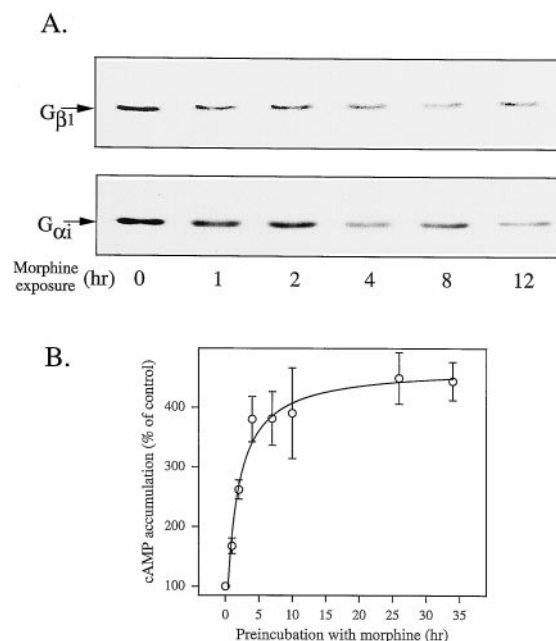 A.
Gβ1
Gαi
Morphine exposure (hr) 0 1 2 4 8 12
B.
cAMP accumulation (% of control)
400
300
200
100
0 5 10 15 20 25 30 35
Preincubation with morphine (hr)